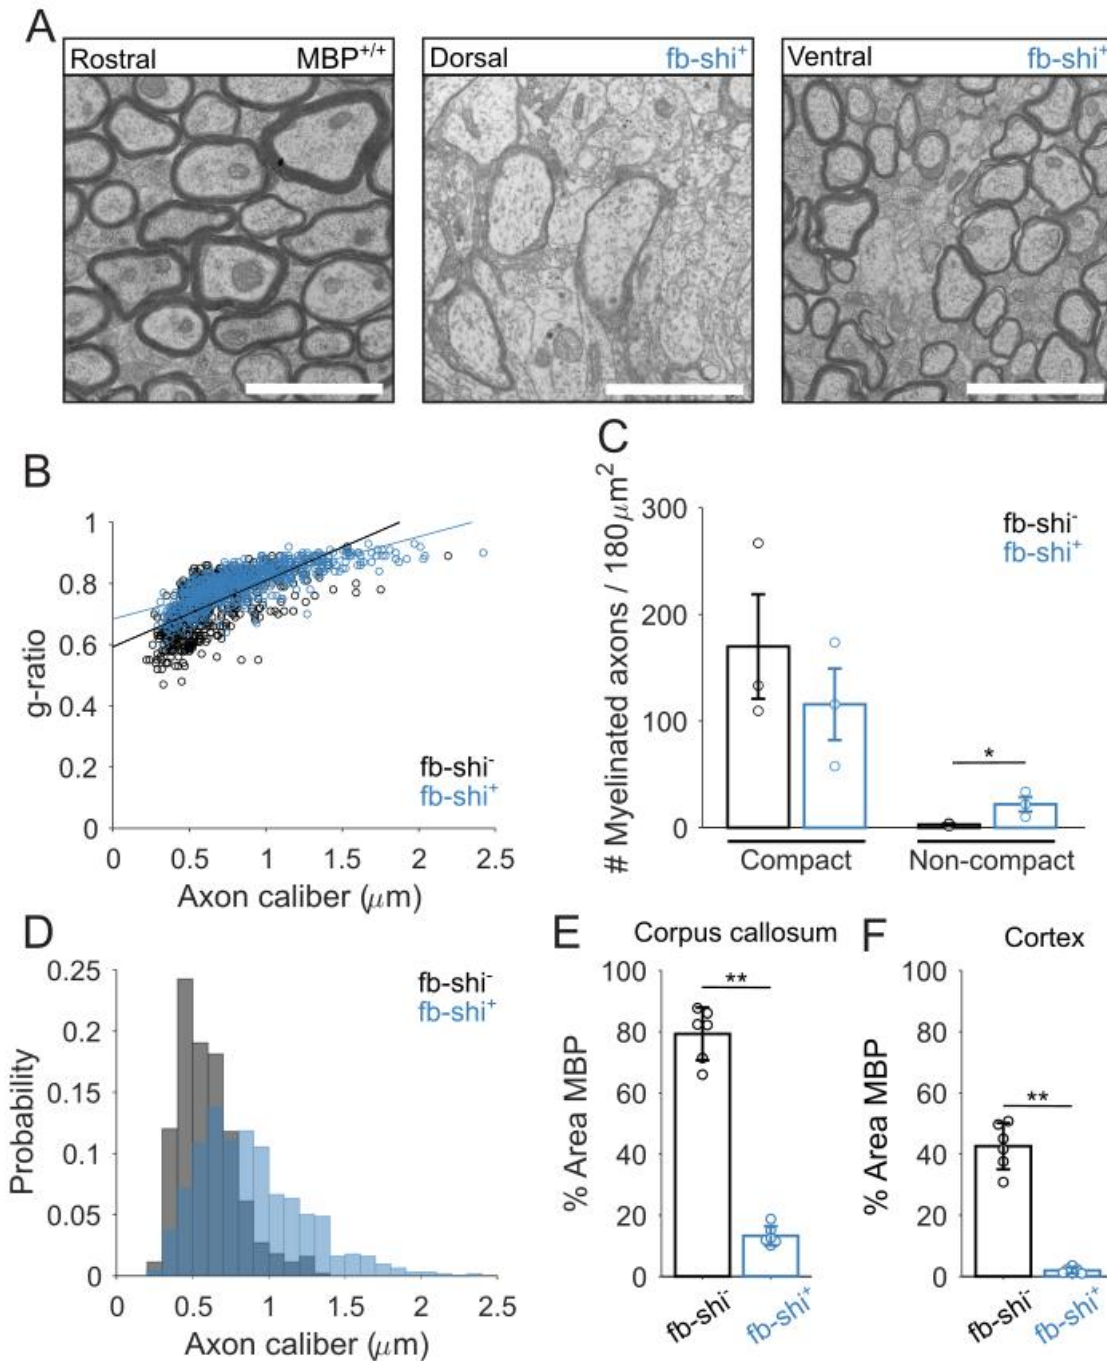 A
Rostral MBP+/+
Dorsal fb-shi+
Ventral fb-shi+
B
g-ratio
1
0.8
0.6
0.4
0.2
0
0 0.5 1 1.5 2 2.5
Axon caliber (μm)
fb-shi-
fb-shi+
C
# Myelinated axons / 180μm2
300
200
100
0
fb-shi-
fb-shi+
*
Compact Non-compact
D
Probability
0.25
0.2
0.15
0.1
0.05
0
0 0.5 1 1.5 2 2.5
Axon caliber (μm)
fb-shi-
fb-shi+
E
Corpus callosum
% Area MBP
100
80
60
40
20
0
**
fb-shi- fb-shi+
F
Cortex
% Area MBP
100
80
60
40
20
0
**
fb-shi- fb-shi+